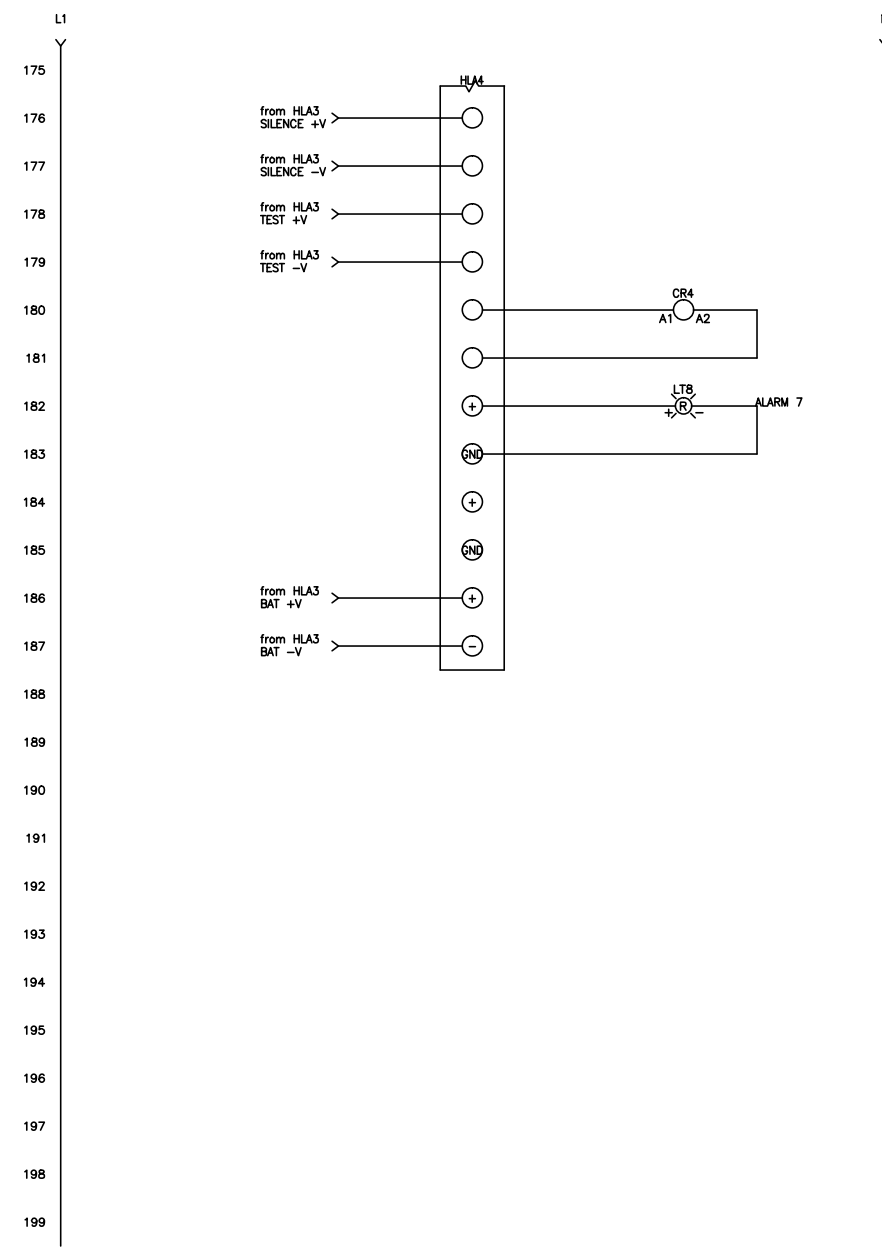 L1
175
HLA4
176
from HLA3
SILENCE +V
177
from HLA3
SILENCE -V
178
from HLA3
TEST +V
179
from HLA3
TEST -V
180
CR4
A1 A2
181
182
+
LT8
+ R -
ALARM 7
183
GND
184
+
185
GND
186
from HLA3
BAT +V
+
187
from HLA3
BAT -V
-
188
189
190
191
192
193
194
195
196
197
198
199